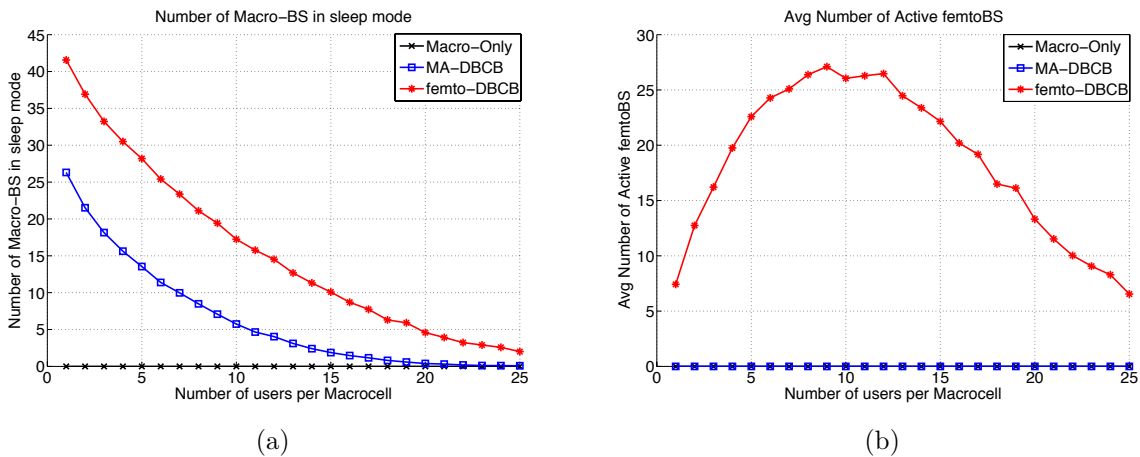 Number of Macro−BS in sleep mode
Number of Macro−BS in sleep mode
45
40
35
30
25
20
15
10
5
0
0
5
10
15
20
25
Number of users per Macrocell
Macro−Only
MA−DBCB
femto−DBCB
(a)
Avg Number of Active femtoBS
Avg Number of Active femtoBS
30
25
20
15
10
5
0
0
5
10
15
20
25
Number of users per Macrocell
Macro−Only
MA−DBCB
femto−DBCB
(b)